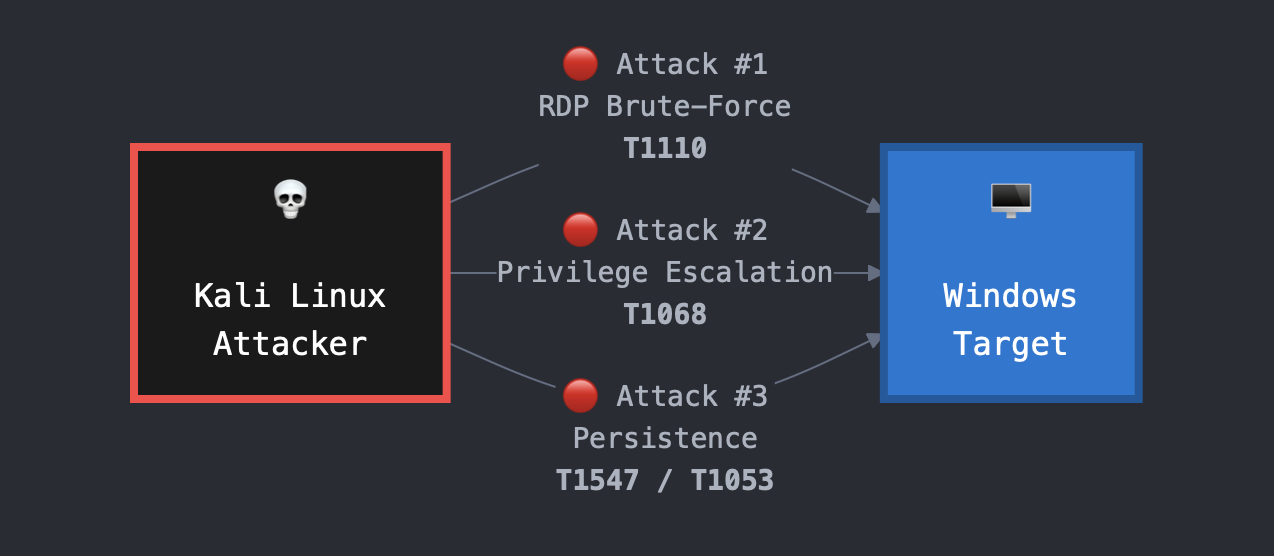 Attack #1
RDP Brute-Force
T1110
Kali Linux
Attacker
Attack #2
Privilege Escalation
T1068
Windows
Target
Attack #3
Persistence
T1547 / T1053